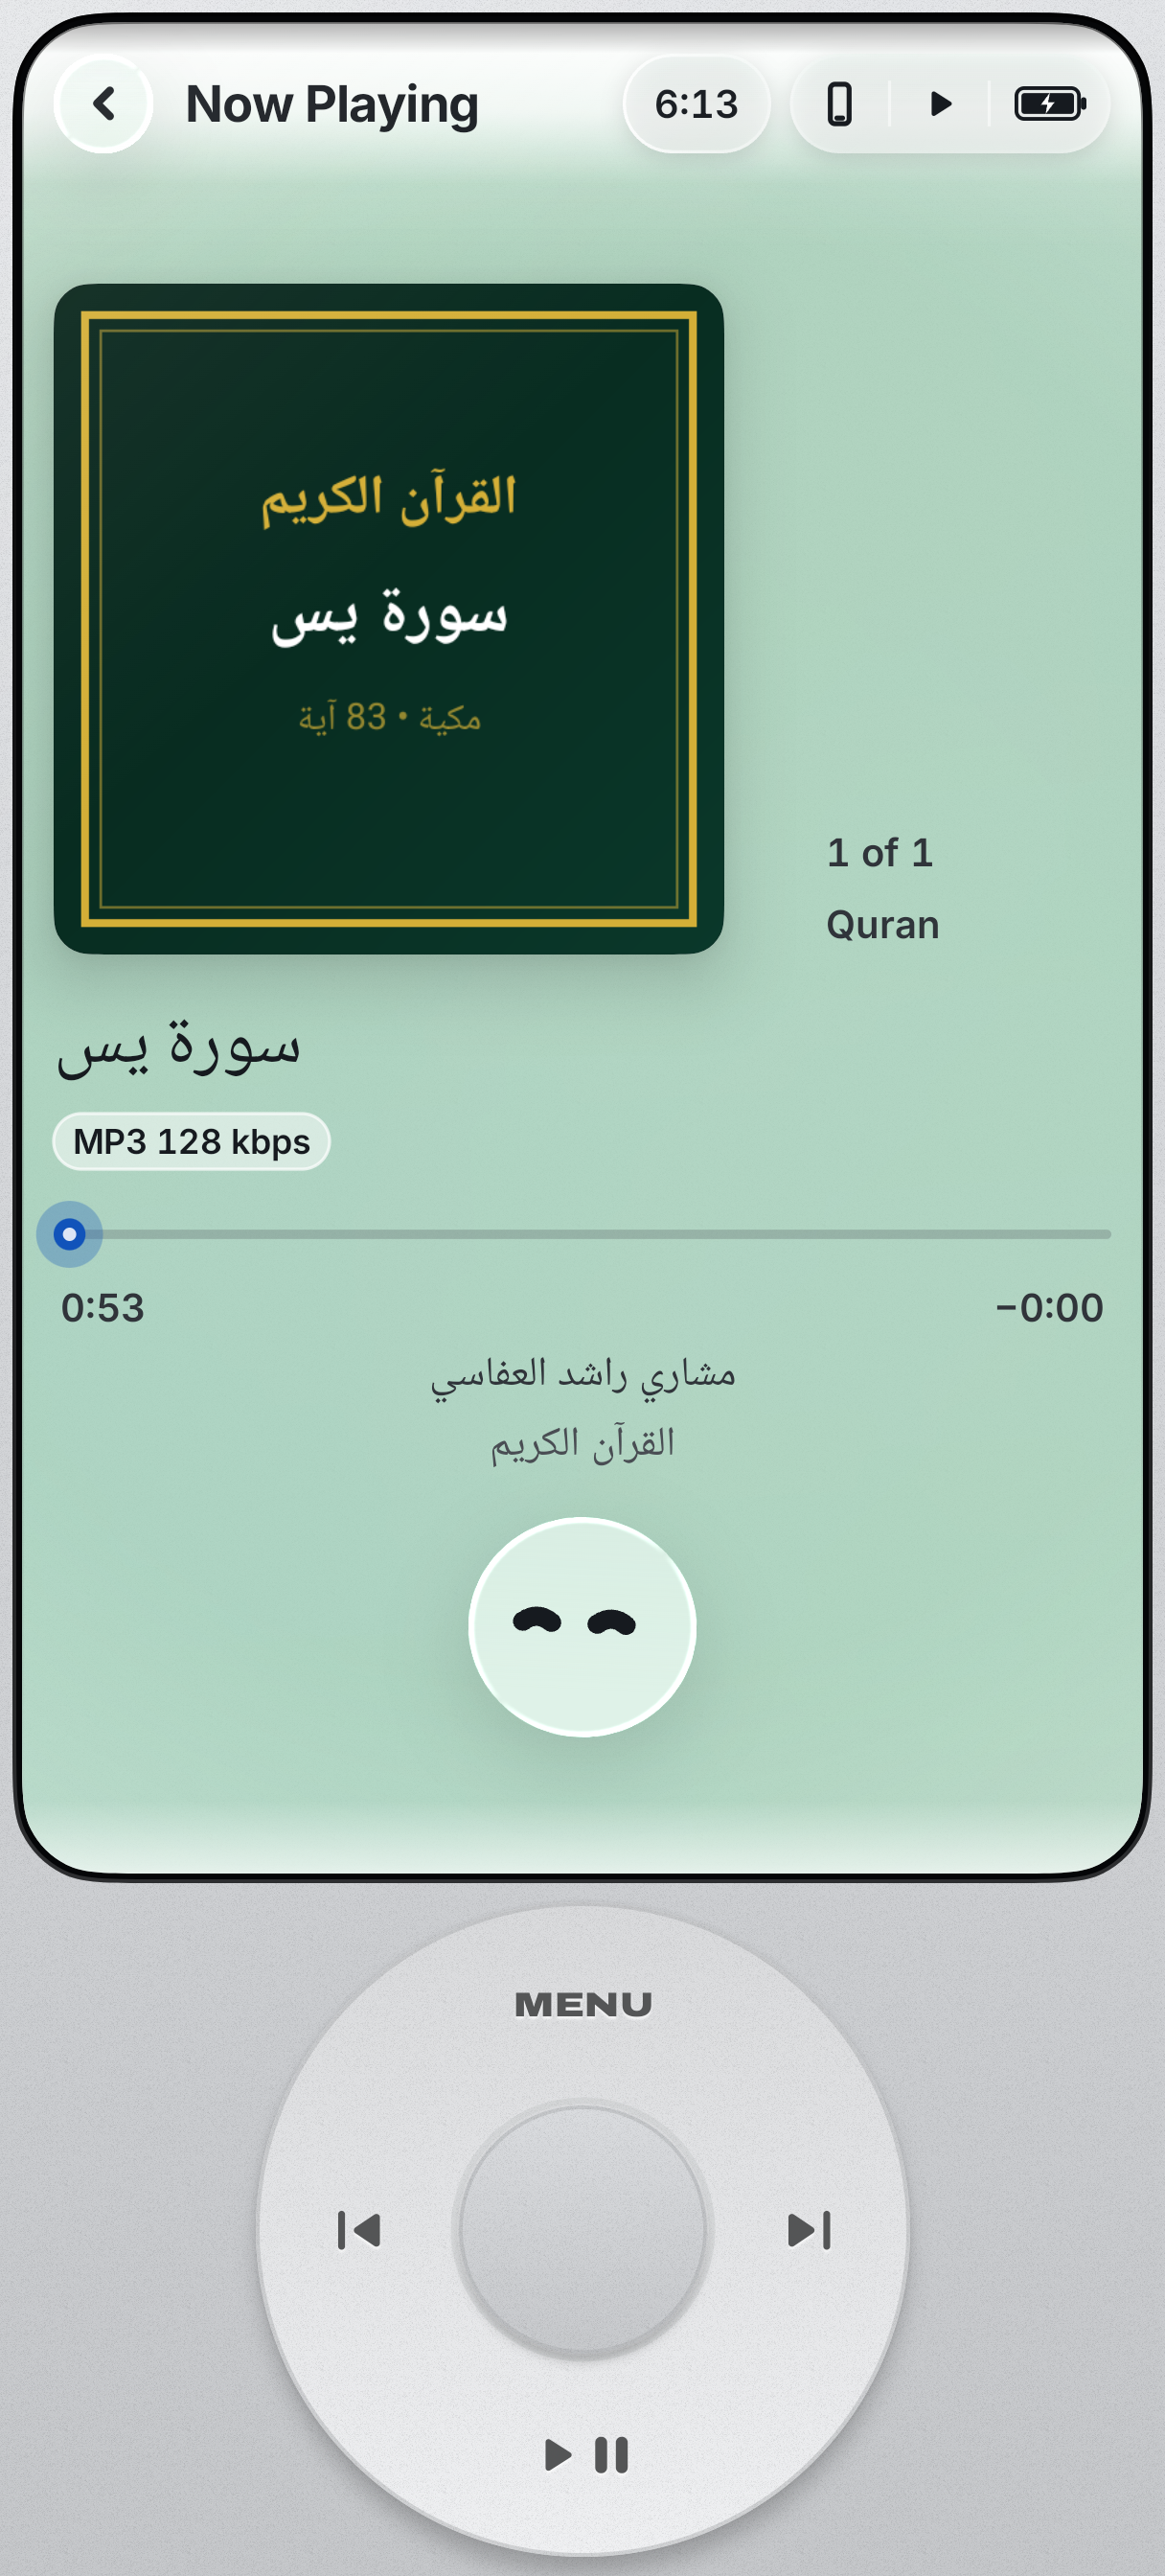 Now Playing
6:13
القرآن الكريم
سورة يس
مكية • 83 آية
1 of 1
Quran
سورة يس
MP3 128 kbps
0:53
−0:00
مشاري راشد العفاسي
القرآن الكريم
MENU